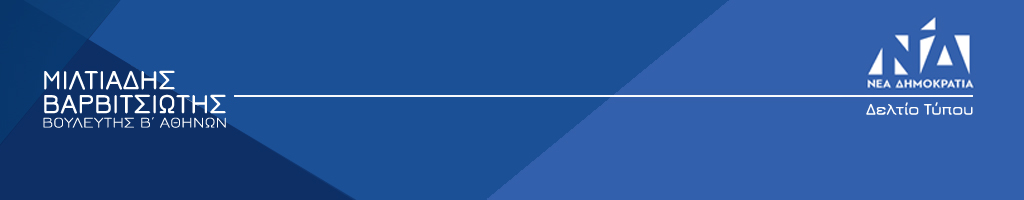 ΜΙΛΤΙΑΔΗΣ
ΒΑΡΒΙΤΣΙΩΤΗΣ
ΒΟΥΛΕΥΤΗΣ Β΄ ΑΘΗΝΩΝ
ΝΔ
ΝΕΑ ΔΗΜΟΚΡΑΤΙΑ
Δελτίο Τύπου